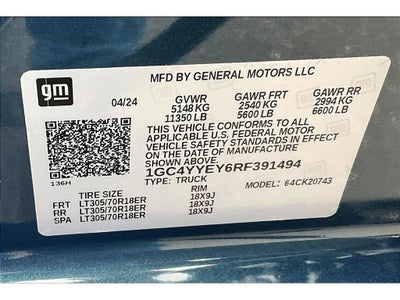 gm
MFD BY GENERAL MOTORS LLC
04/24 GVWR GAWR FRT GAWR RR
5148 KG 2540 KG 2994 KG
11350 LB 5600 LB 6600 LB
THIS VEHICLE CONFORMS TO ALL
APPLICABLE U.S. FEDERAL MOTOR
VEHICLE SAFETY STANDARDS IN EFFECT
ON THE DATE OF MANUFACTURE
SHOWN ABOVE.
1GC4YYEY6RF391494
136H TYPE: TRUCK MODEL: 64CK20743
TIRE SIZE RIM
FRT LT305/70R18ER 18X9J
RR LT305/70R18ER 18X9J
SPA LT305/70R18ER 18X9J